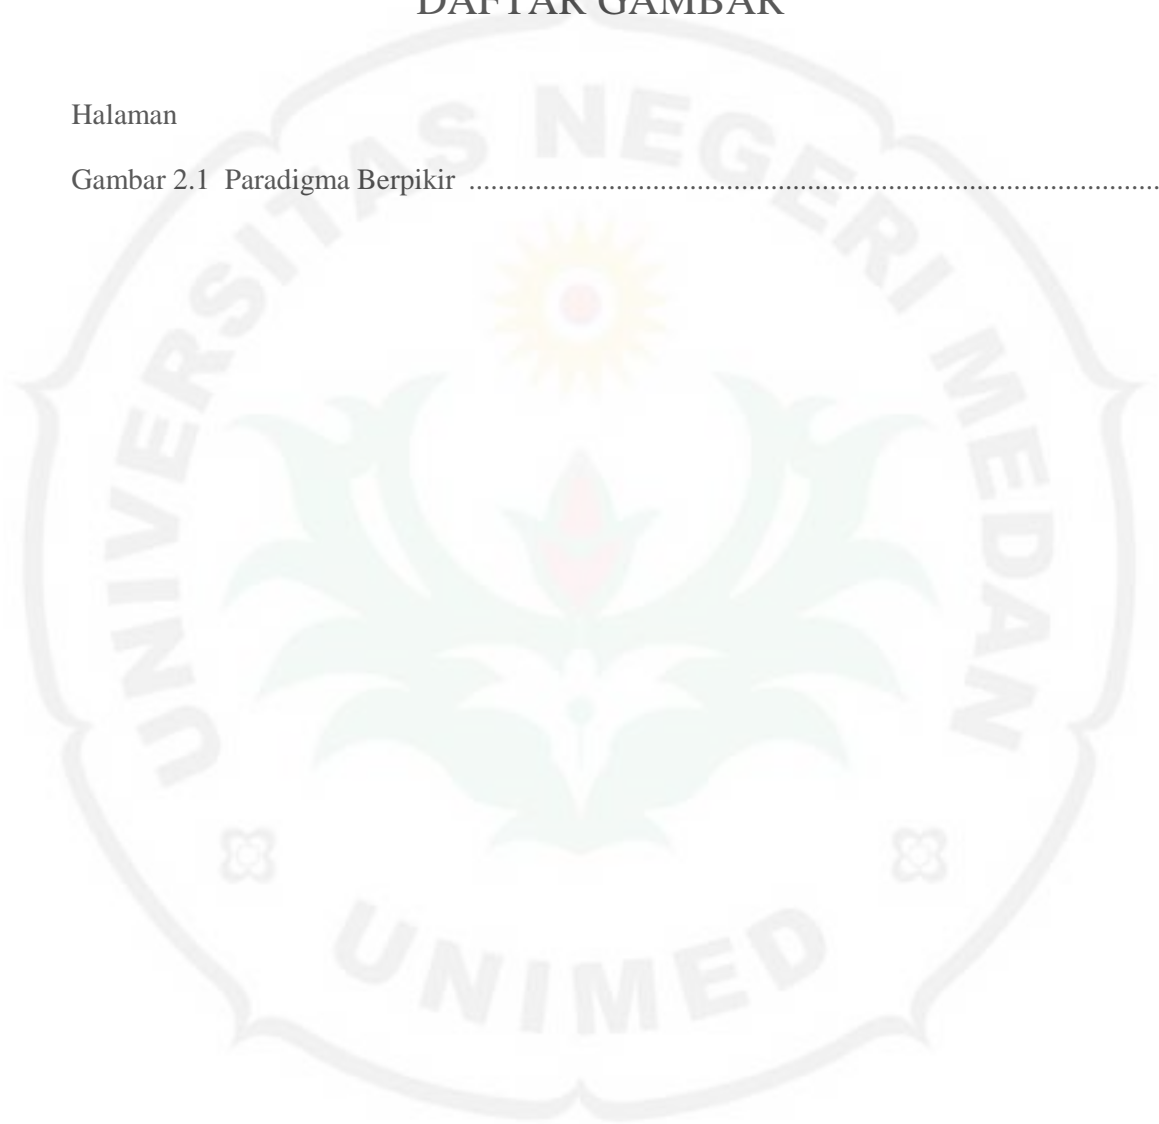 DAFTAR GAMBAR
Halaman
Gambar 2.1 Paradigma Berpikir ................................................................................................
UNIVERSITAS NEGERI MEDAN
UNIMED